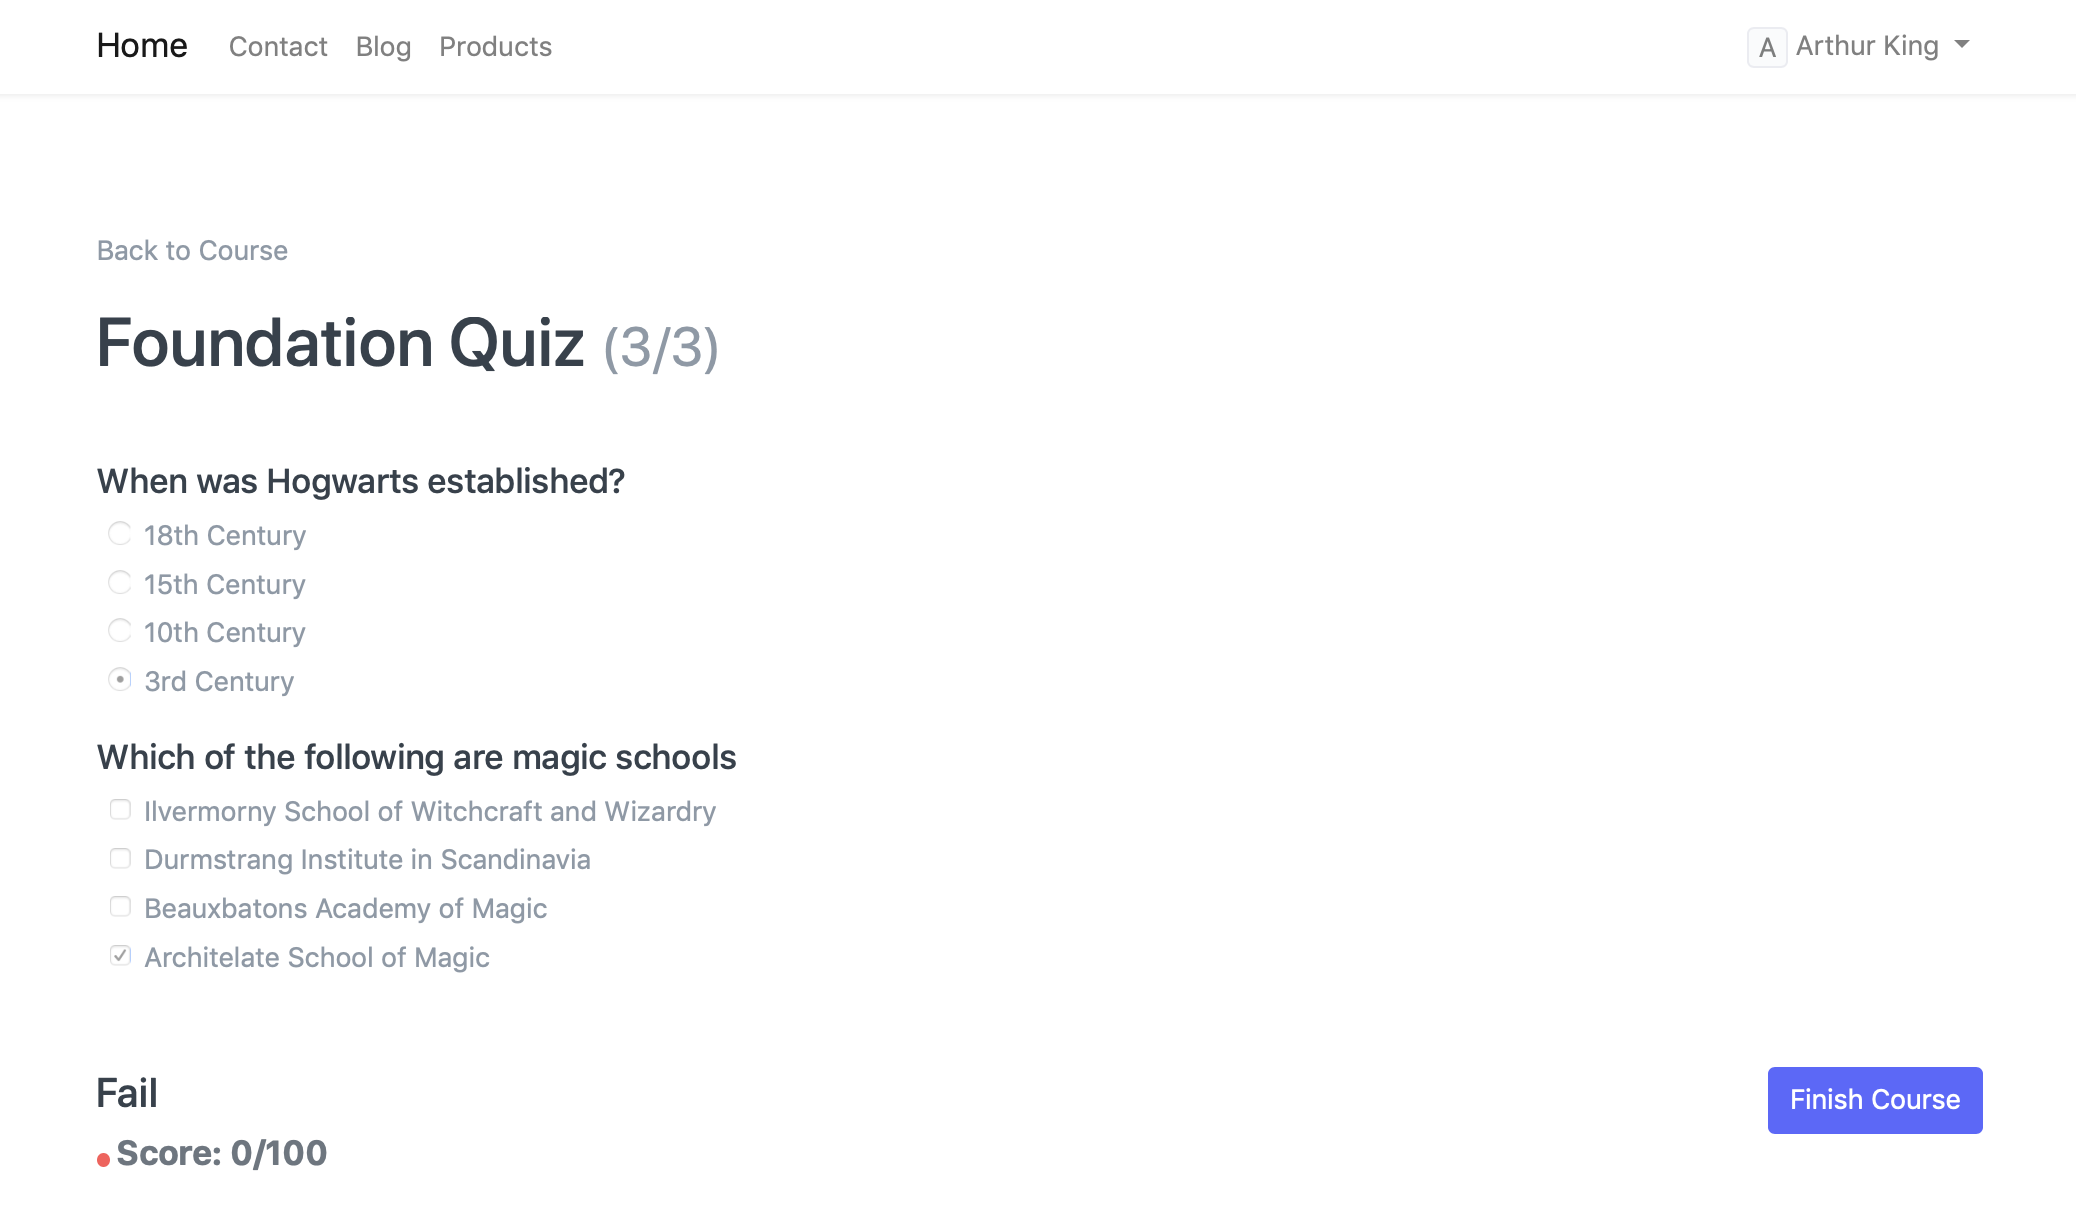 Home Contact Blog Products A Arthur King
Back to Course
Foundation Quiz (3/3)
When was Hogwarts established?
18th Century
15th Century
10th Century
3rd Century
Which of the following are magic schools
Ilvermorny School of Witchcraft and Wizardry
Durmstrang Institute in Scandinavia
Beauxbatons Academy of Magic
Architelate School of Magic
Fail
Finish Course
Score: 0/100